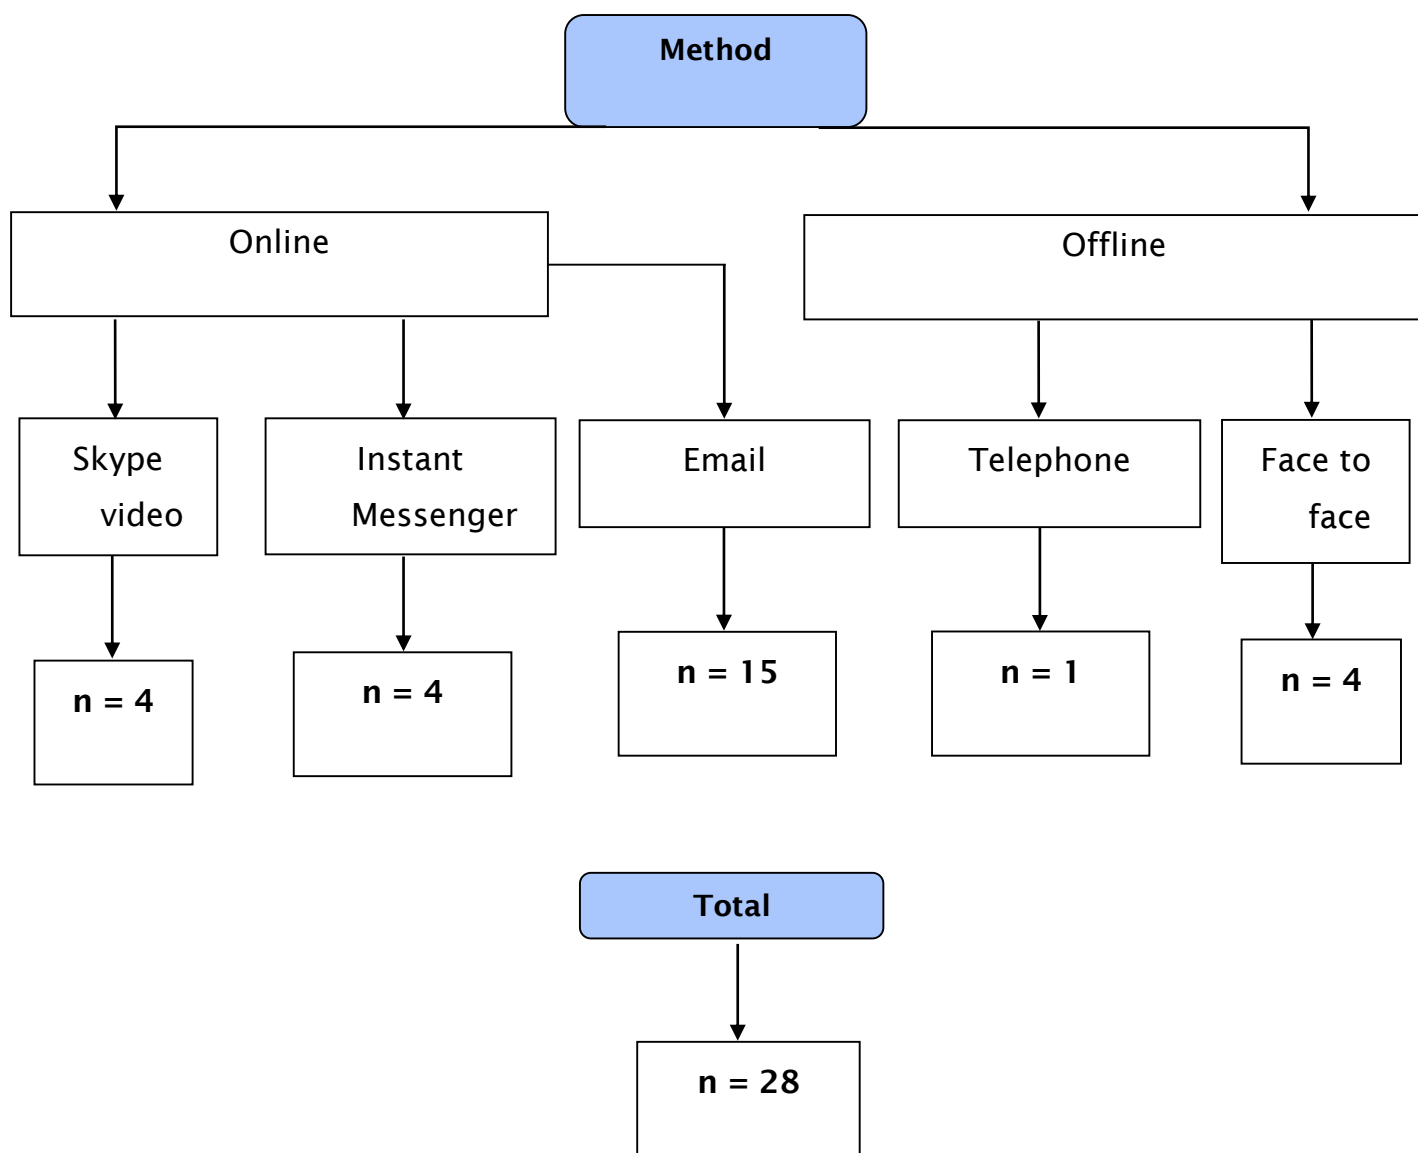 Method
Online
Offline
Skype
video
Instant
Messenger
Email
Telephone
Face to
face
n = 4
n = 4
n = 15
n = 1
n = 4
Total
n = 28